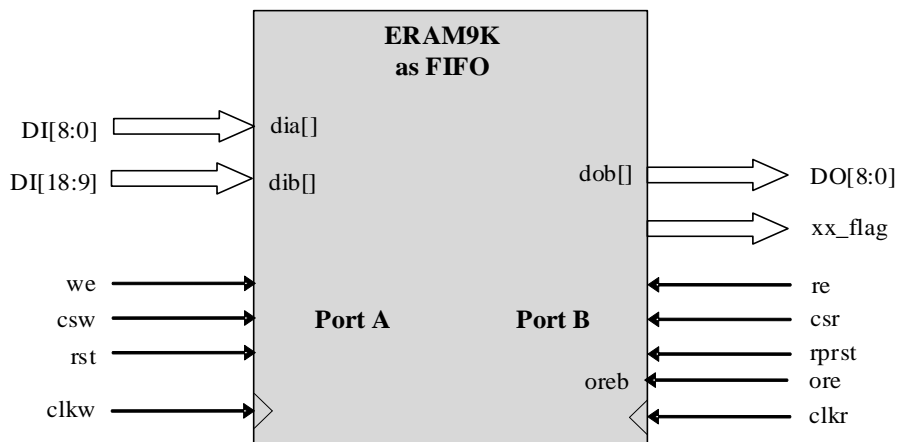 ERAM9K
as FIFO
DI[8:0]
dia[]
DI[18:9]
dib[]
dob[]
DO[8:0]
xx_flag
we
re
csw
Port A
Port B
csr
rst
rprst
oreb
ore
clkw
clkr